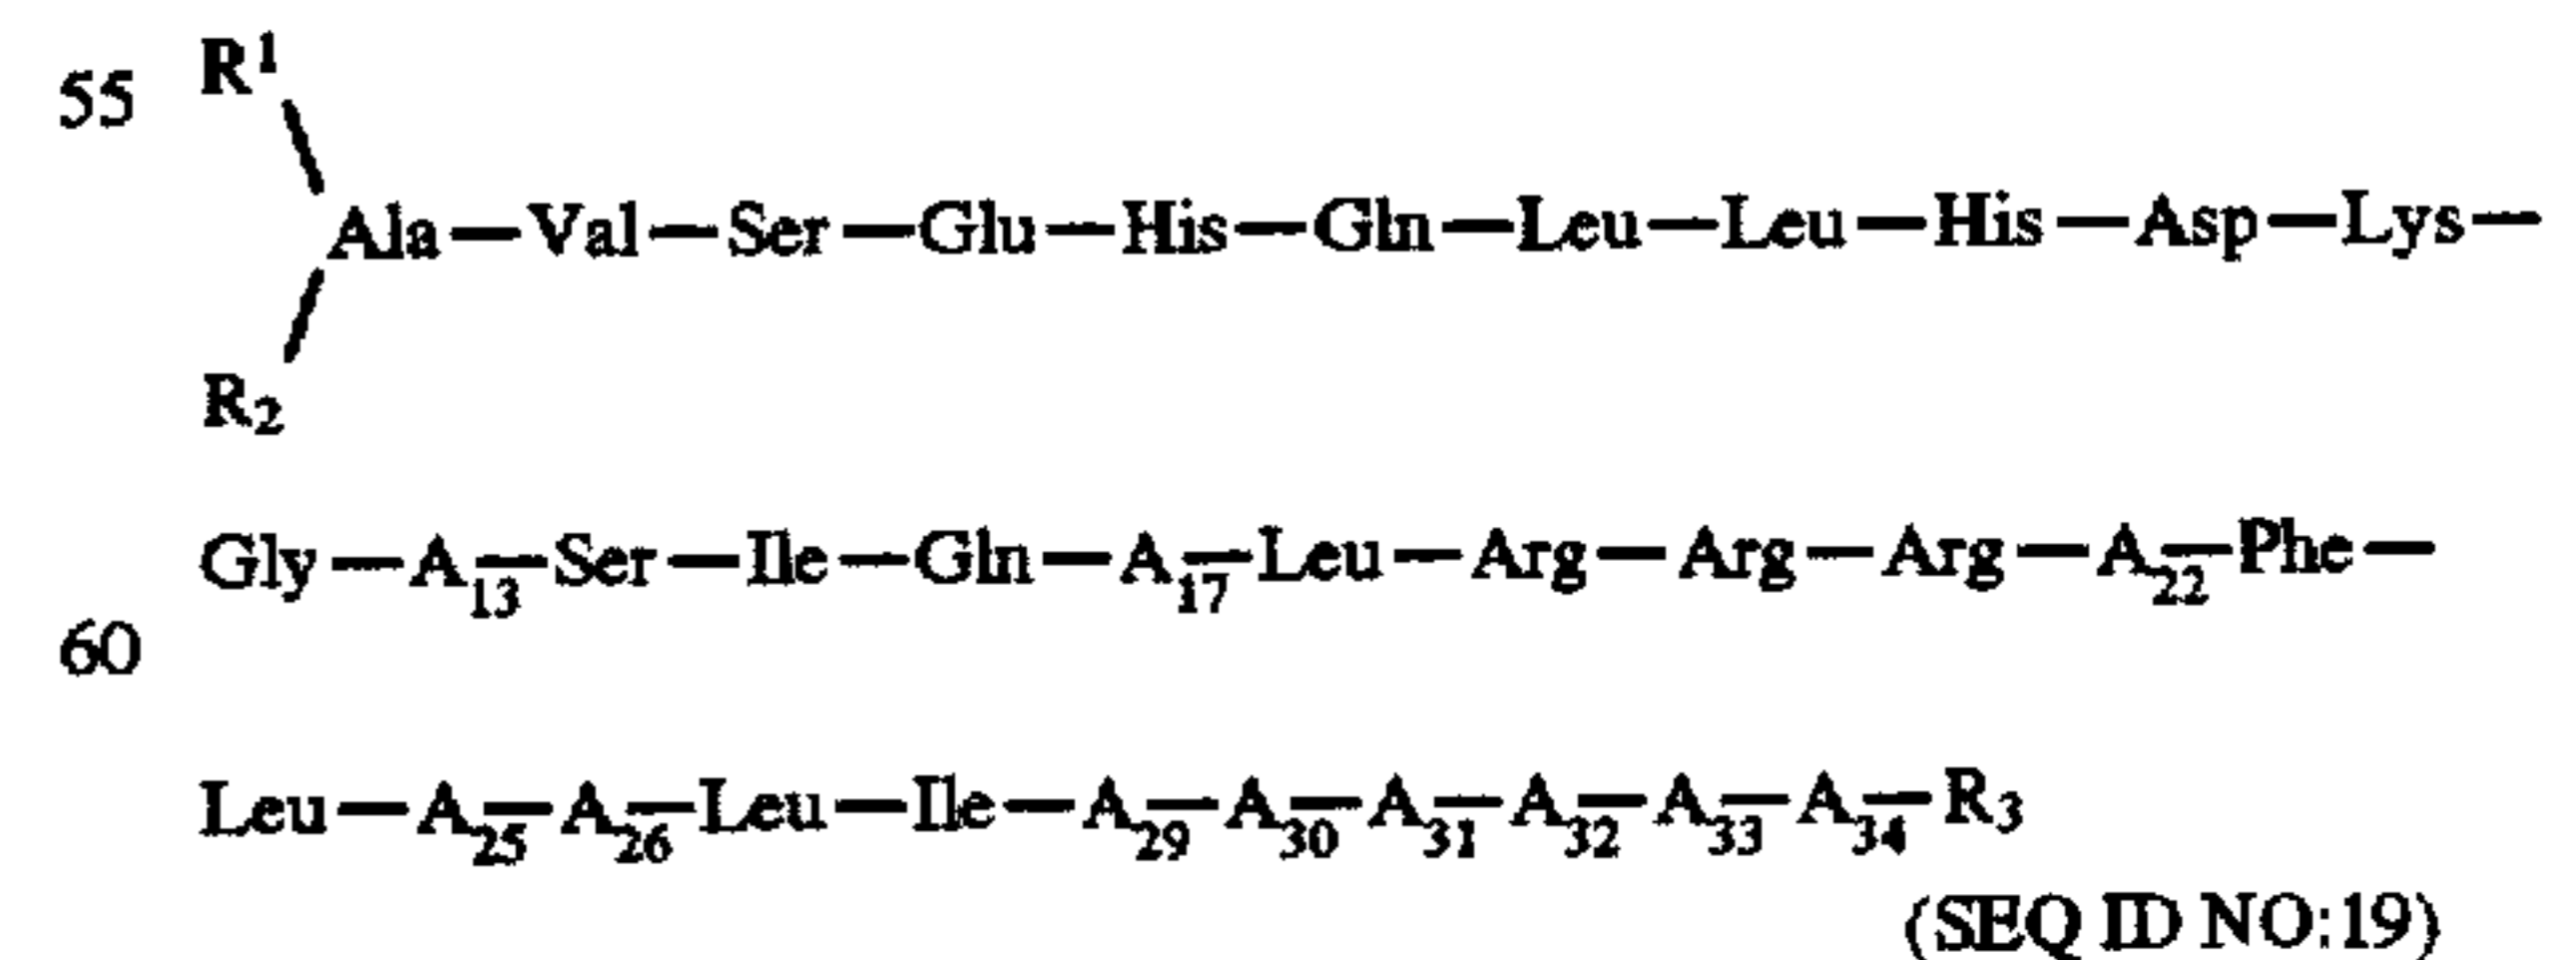 55 R1
Ala—Val—Ser—Glu—His—Gln—Leu—Leu—His—Asp—Lys—
R2
Gly—A13—Ser—Ile—Gln—A17—Leu—Arg—Arg—Arg—A22—Phe—
60
Leu—A25—A26—Leu—Ile—A29—A30—A31—A32—A33—A34—R3
(SEQ ID NO:19)